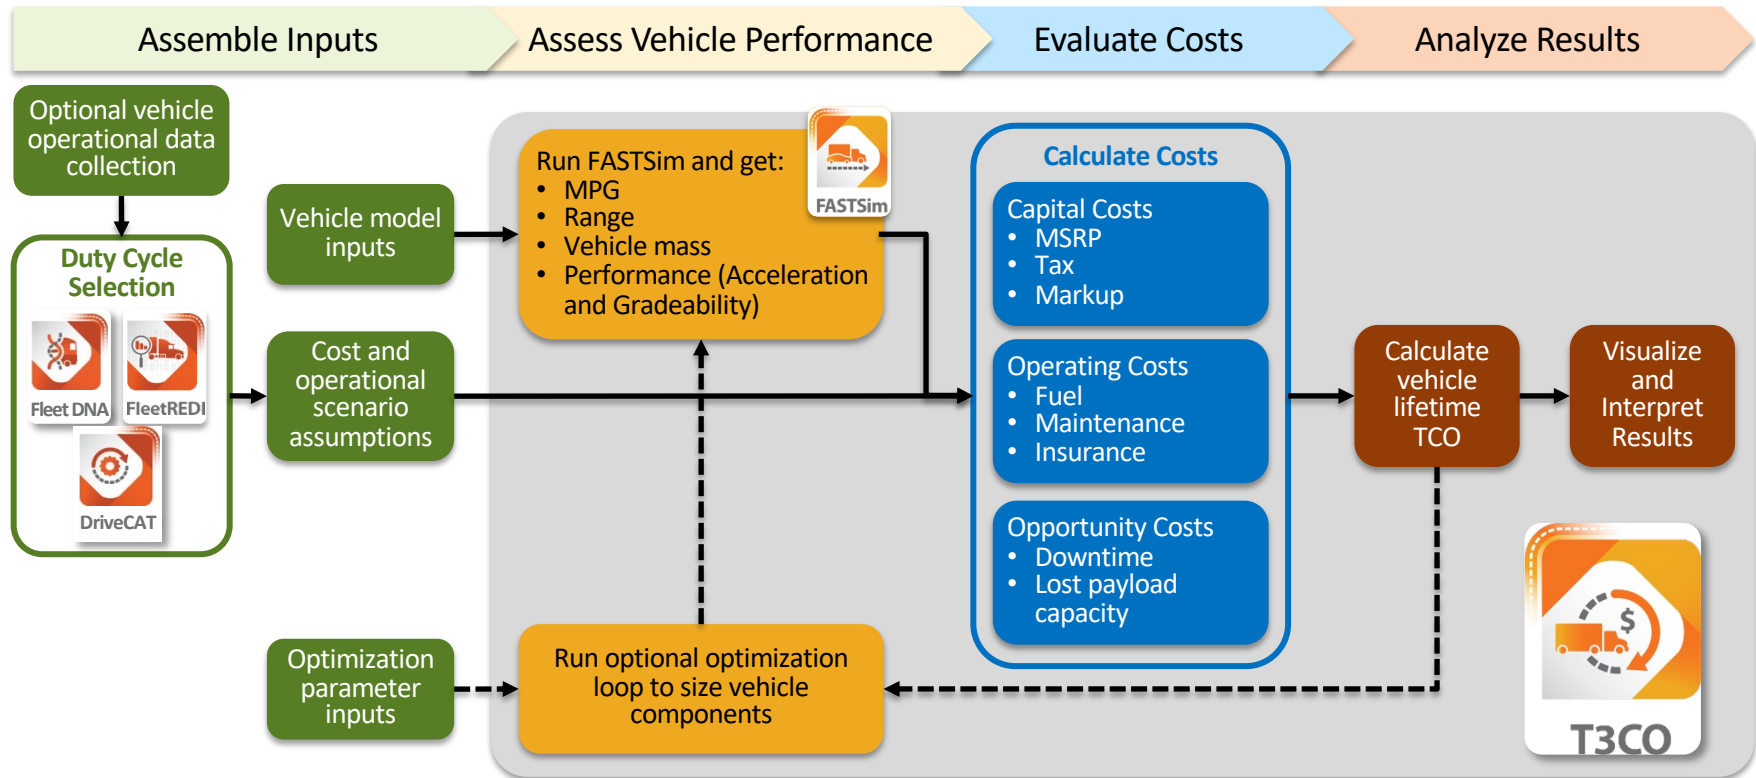 Assemble Inputs
Assess Vehicle Performance
Evaluate Costs
Analyze Results
Optional vehicle
operational data
collection
Duty Cycle
Selection
Fleet DNA
FleetREDI
DriveCAT
Vehicle model
inputs
Cost and
operational
scenario
assumptions
Optimization
parameter
inputs
Run FASTSim and get:
• MPG
• Range
• Vehicle mass
• Performance (Acceleration
and Gradeability)
FASTSim
Run optional optimization
loop to size vehicle
components
Calculate Costs
Capital Costs
• MSRP
• Tax
• Markup
Operating Costs
• Fuel
• Maintenance
• Insurance
Opportunity Costs
• Downtime
• Lost payload
capacity
Calculate
vehicle
lifetime
TCO
Visualize
and
Interpret
Results
$
T3CO